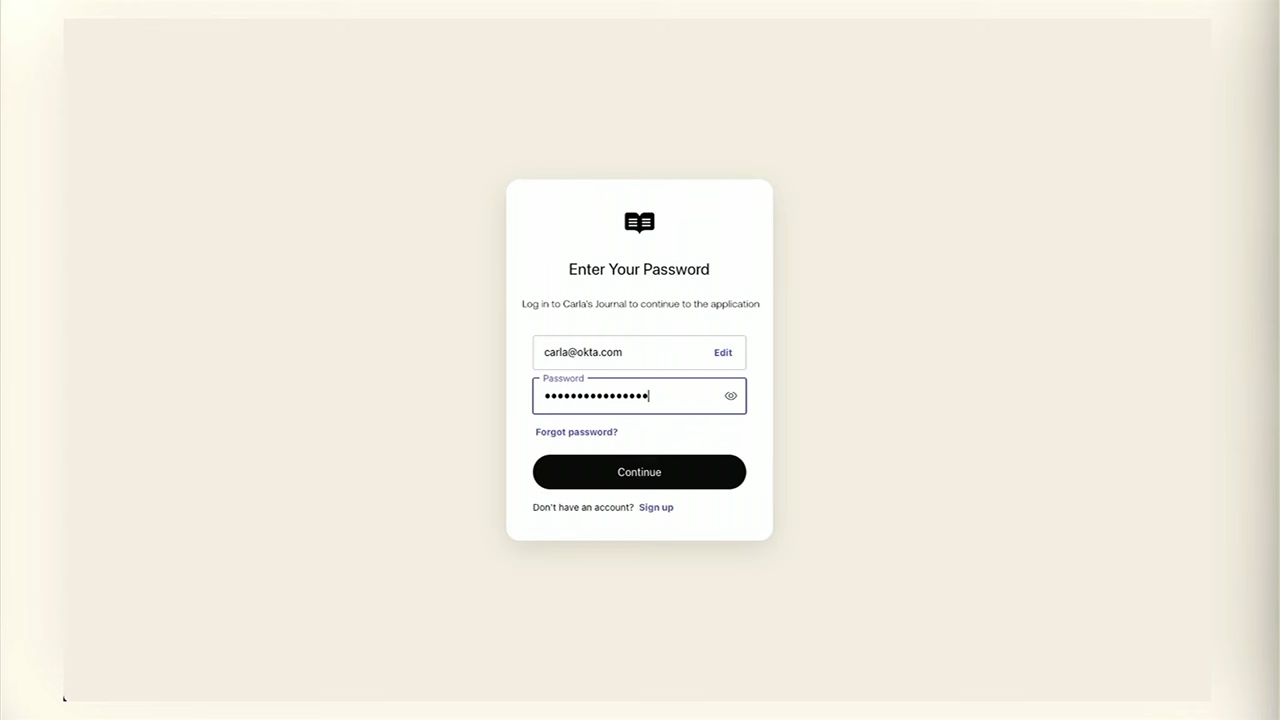 Enter Your Password
Log in to Carla's Journal to continue to the application
carla@okta.com Edit
Password
••••••••••••••••
Forgot password?
Continue
Don't have an account? Sign up